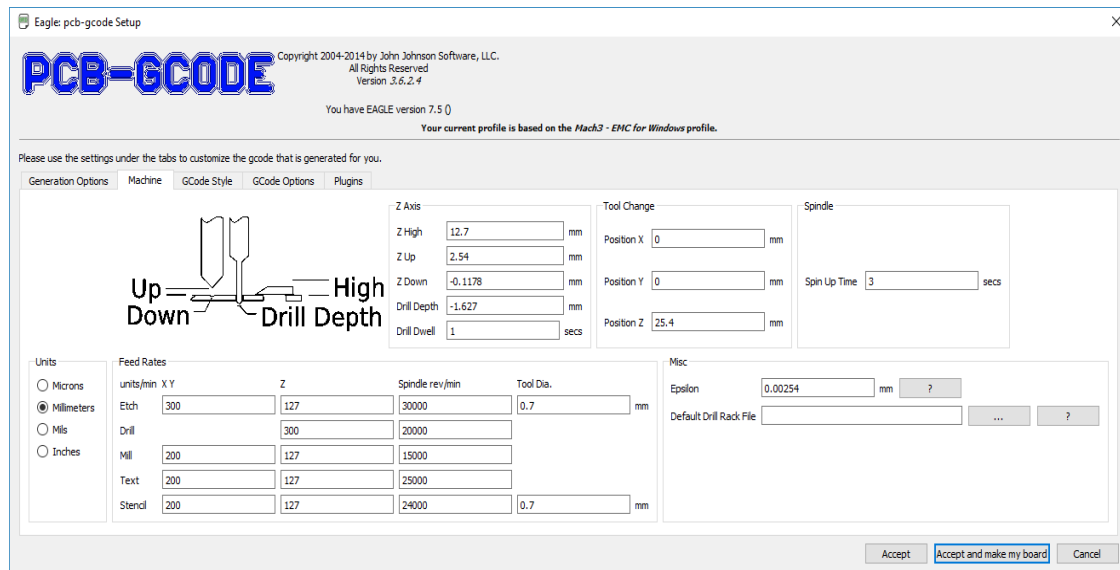 Eagle: pcb-gcode Setup
PCB-GCODE
Copyright 2004-2014 by John Johnson Software, LLC.
All Rights Reserved
Version 3.6.2.4
You have EAGLE version 7.5 ()
Your current profile is based on the Mach3 - EMC for Windows profile.
Please use the settings under the tabs to customize the gcode that is generated for you.
Generation Options Machine GCode Style GCode Options Plugins
Up
Down
High
Drill Depth
Z Axis
Z High 12.7 mm
Z Up 2.54 mm
Z Down -0.1178 mm
Drill Depth -1.627 mm
Drill Dwell 1 secs
Tool Change
Position X 0 mm
Position Y 0 mm
Position Z 25.4 mm
Spindle
Spin Up Time 3 secs
Units
Microns
Millimeters
Mils
Inches
Feed Rates
units/min X Y Z Spindle rev/min Tool Dia.
Etch 300 127 30000 0.7 mm
Drill 300 20000
Mill 200 127 15000
Text 200 127 25000
Stencil 200 127 24000 0.7 mm
Misc
Epsilon 0.00254 mm ?
Default Drill Rack File ... ?
Accept Accept and make my board Cancel